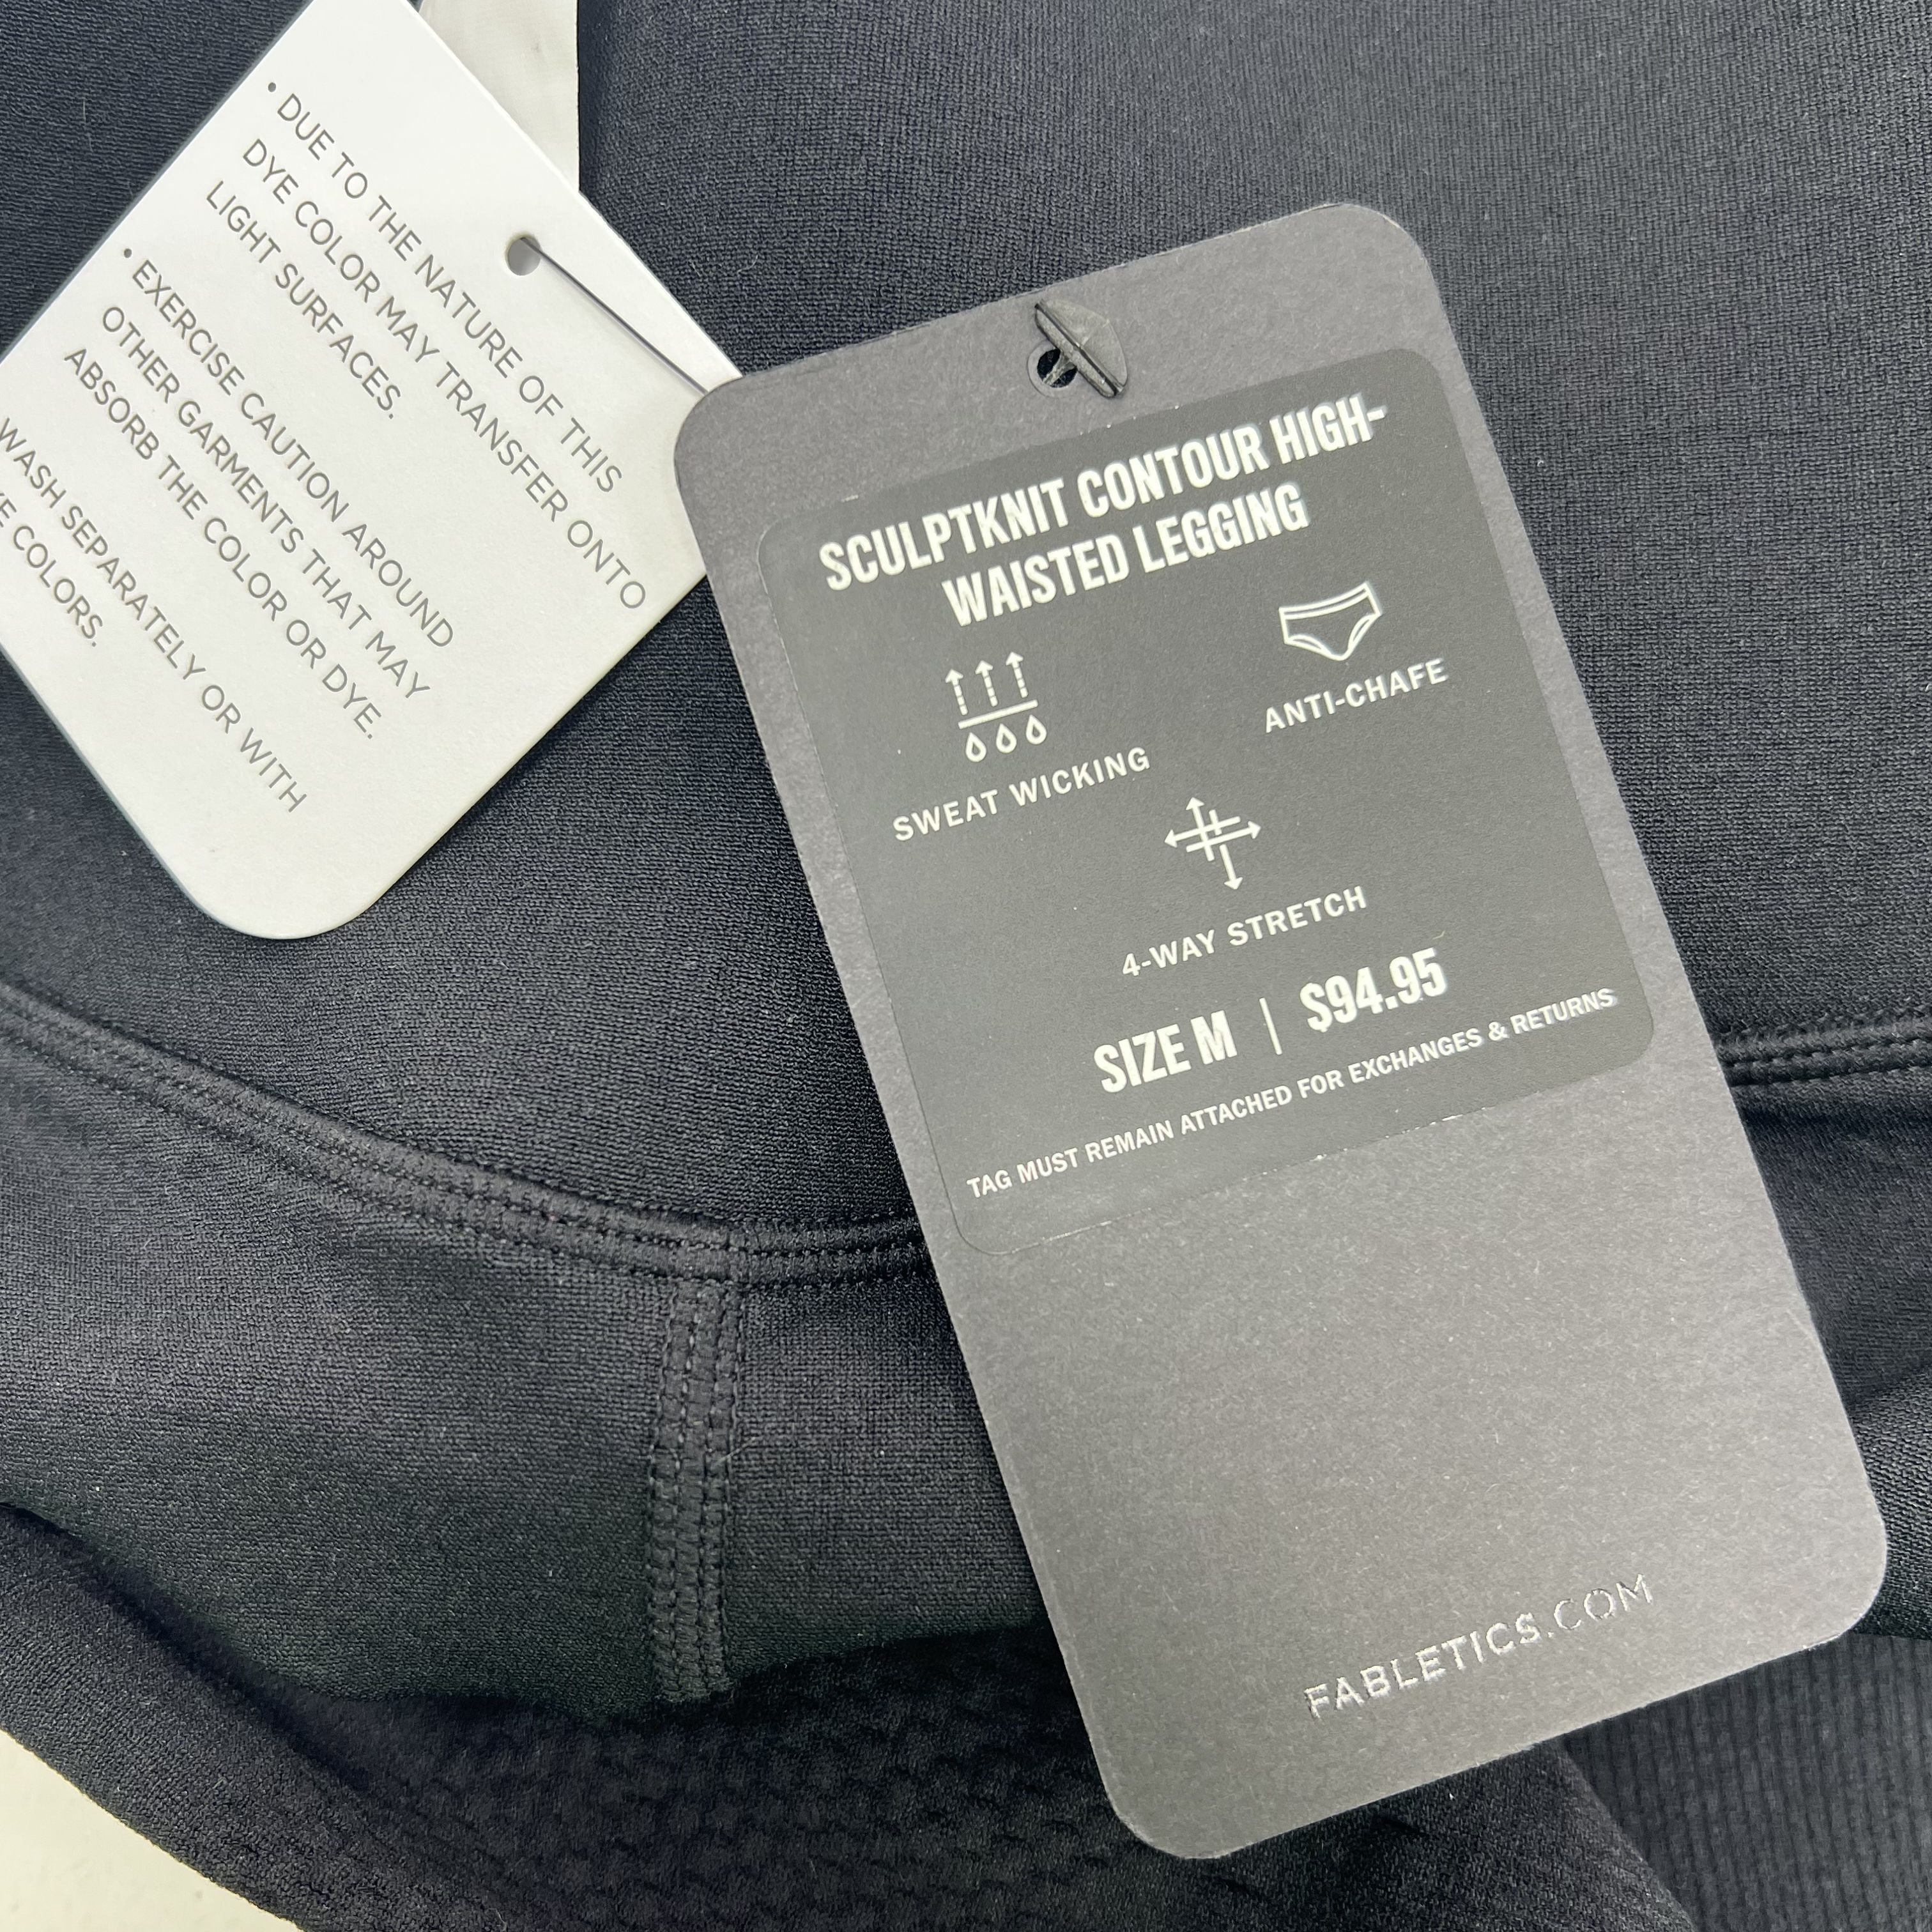 • DUE TO THE NATURE OF THIS
DYE COLOR MAY TRANSFER ONTO
LIGHT SURFACES.
• EXERCISE CAUTION AROUND
OTHER GARMENTS THAT MAY
ABSORB THE COLOR OR DYE.
WASH SEPARATELY OR WITH
COLORS.
SCULPTKNIT CONTOUR HIGH-
WAISTED LEGGING
SWEAT WICKING
ANTI-CHAFE
4-WAY STRETCH
SIZE M | $94.95
TAG MUST REMAIN ATTACHED FOR EXCHANGES & RETURNS
FABLETICS.COM